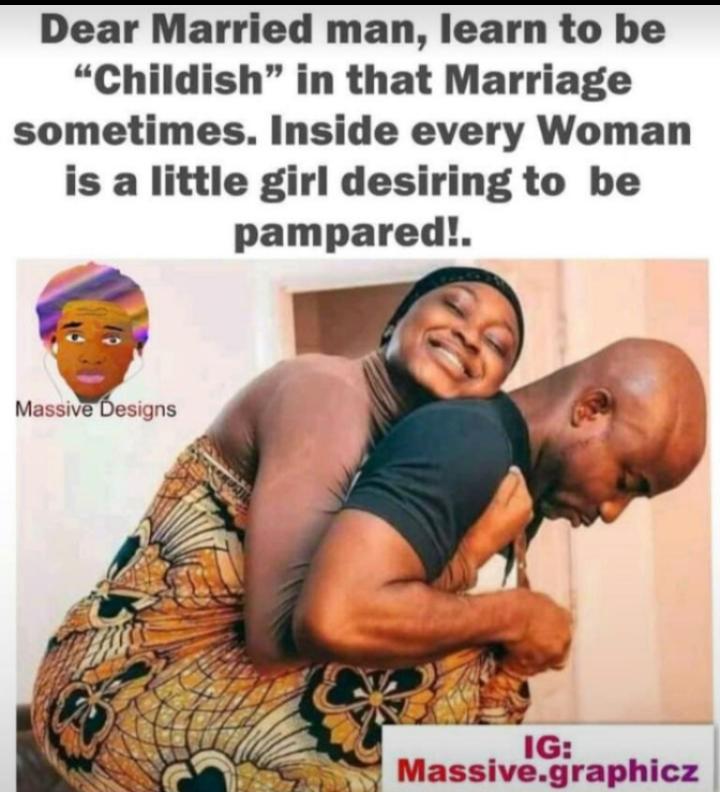 Dear Married man, learn to be
“Childish” in that Marriage
sometimes. Inside every Woman
is a little girl desiring to be
pampared!.
Massive Designs
IG:
Massive.graphicz